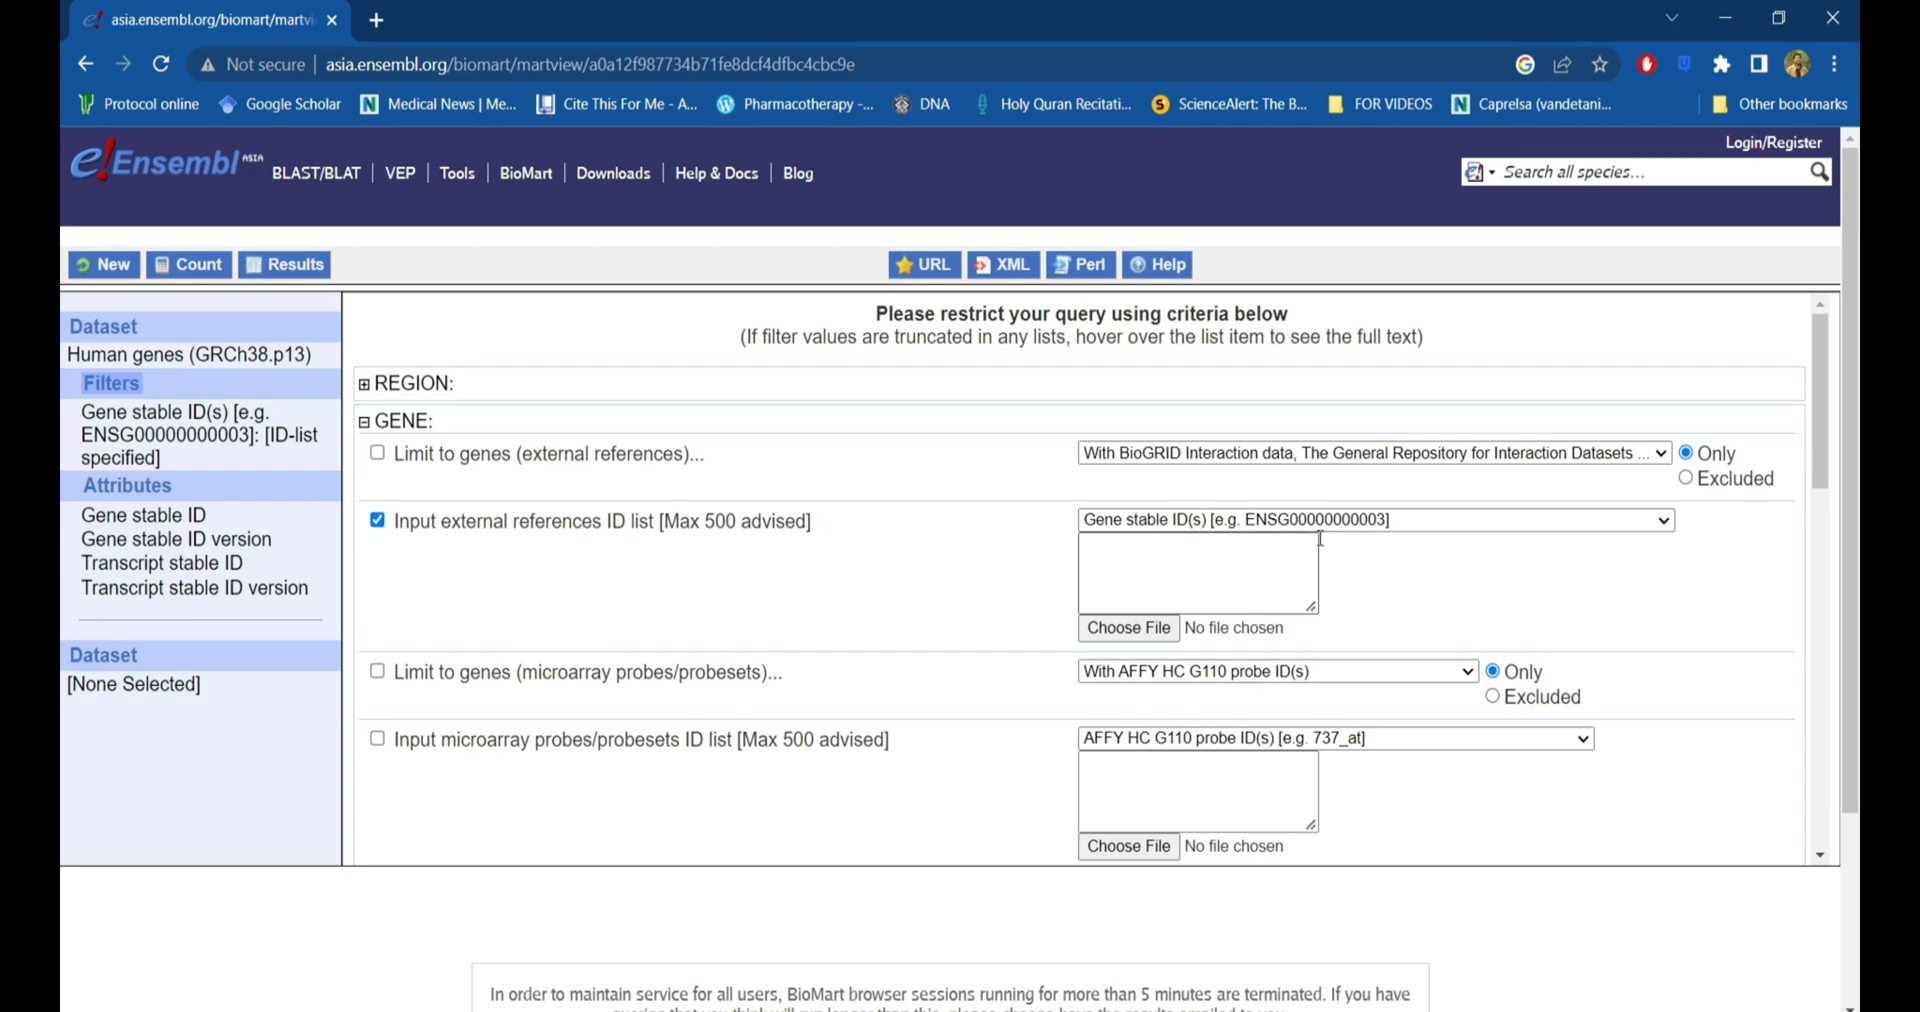 asia.ensembl.org/biomart/martvi
Not secure | asia.ensembl.org/biomart/martview/a0a12f987734b71fe8dcf4dfbc4cbc9e
Protocol online Google Scholar Medical News | Me... Cite This For Me - A... Pharmacotherapy -... DNA Holy Quran Recitati... ScienceAlert: The B... FOR VIDEOS Caprelsa (vandetani... Other bookmarks
Login/Register
e!Ensembl ASIA BLAST/BLAT | VEP | Tools | BioMart | Downloads | Help & Docs | Blog
Search all species...
New Count Results URL XML Perl Help
Dataset
Human genes (GRCh38.p13)
Filters
Gene stable ID(s) [e.g.
ENSG00000000003]: [ID-list
specified]
Attributes
Gene stable ID
Gene stable ID version
Transcript stable ID
Transcript stable ID version
Dataset
[None Selected]
Please restrict your query using criteria below
(If filter values are truncated in any lists, hover over the list item to see the full text)
REGION:
GENE:
Limit to genes (external references)... With BioGRID Interaction data, The General Repository for Interaction Datasets ... Only
Excluded
Input external references ID list [Max 500 advised] Gene stable ID(s) [e.g. ENSG00000000003]
Choose File No file chosen
Limit to genes (microarray probes/probesets)... With AFFY HC G110 probe ID(s) Only
Excluded
Input microarray probes/probesets ID list [Max 500 advised] AFFY HC G110 probe ID(s) [e.g. 737_at]
Choose File No file chosen
In order to maintain service for all users, BioMart browser sessions running for more than 5 minutes are terminated. If you have